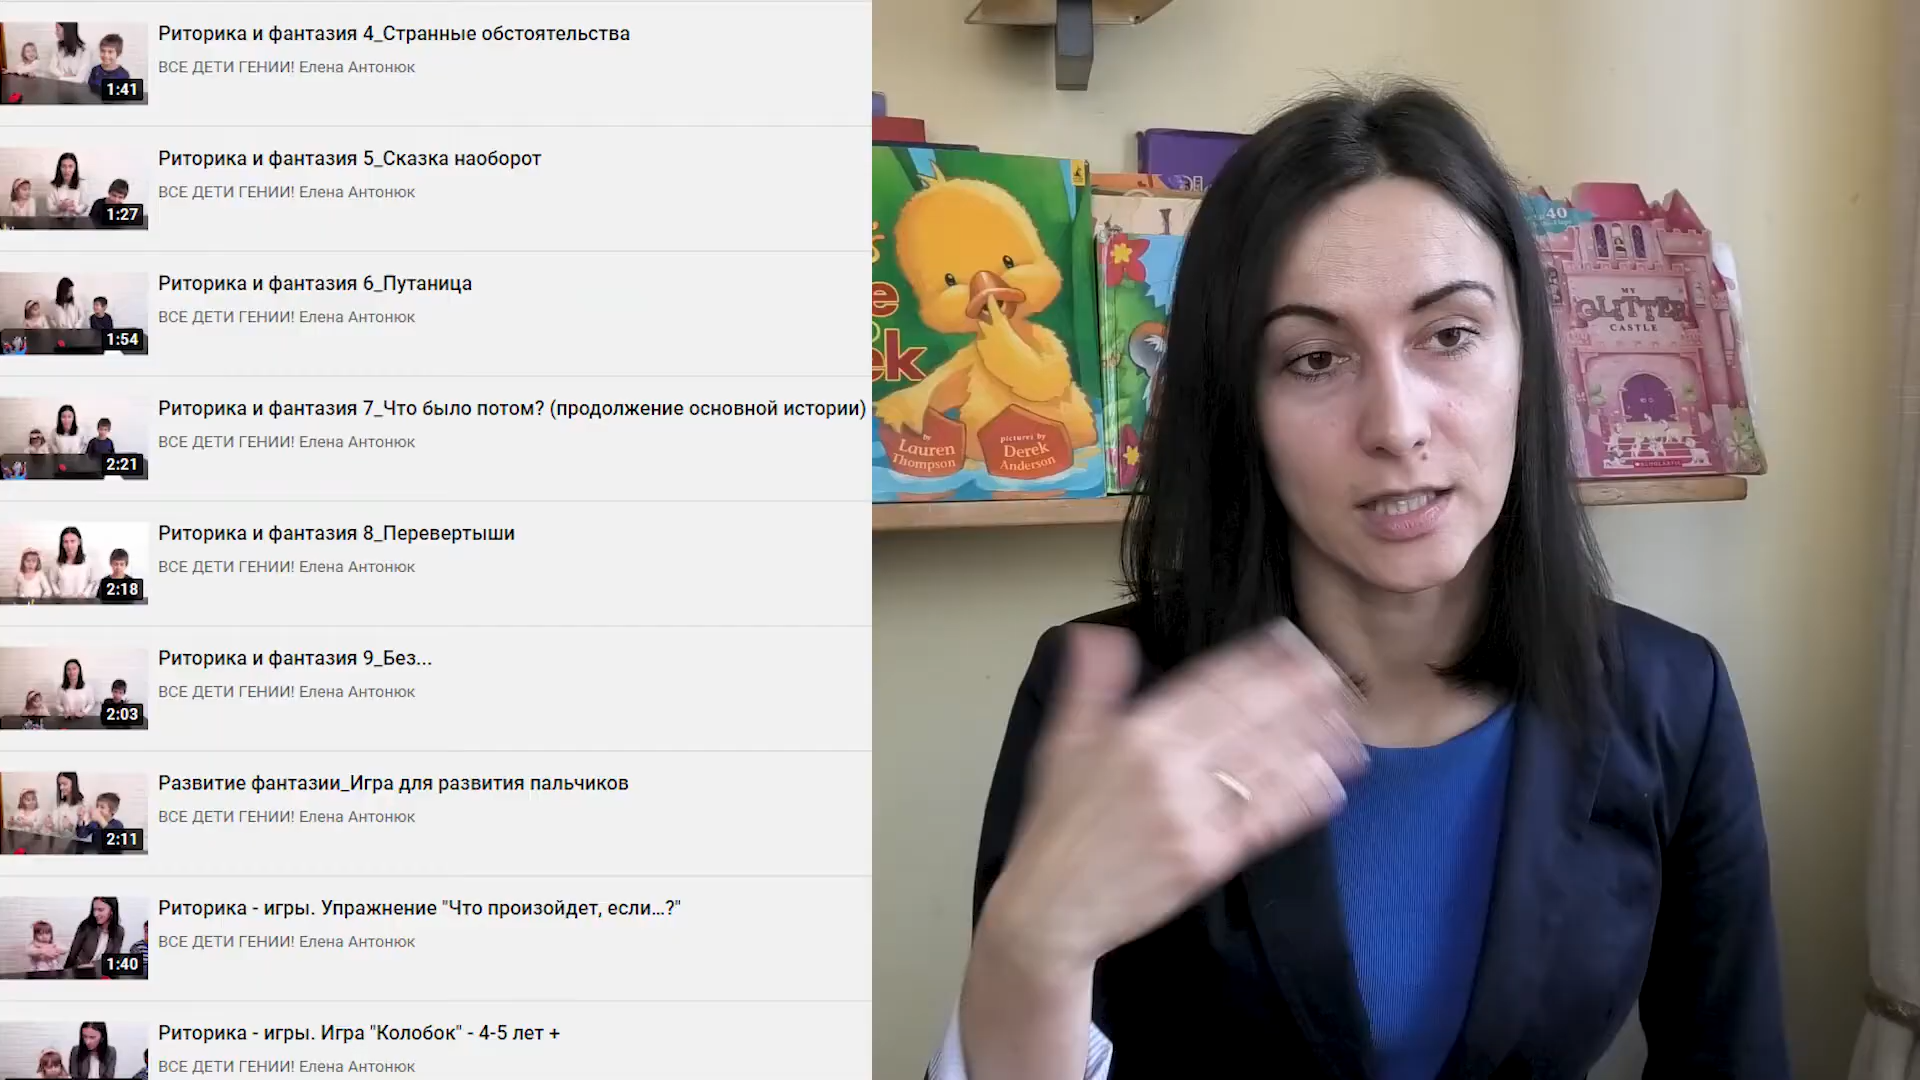 Риторика и фантазия 4_Странные обстоятельства
ВСЕ ДЕТИ ГЕНИИ! Елена Антонюк
1:41
Риторика и фантазия 5_Сказка наоборот
ВСЕ ДЕТИ ГЕНИИ! Елена Антонюк
1:27
Риторика и фантазия 6_Путаница
ВСЕ ДЕТИ ГЕНИИ! Елена Антонюк
1:54
Риторика и фантазия 7_Что было потом? (продолжение основной истории)
ВСЕ ДЕТИ ГЕНИИ! Елена Антонюк
2:21
Риторика и фантазия 8_Перевертыши
ВСЕ ДЕТИ ГЕНИИ! Елена Антонюк
2:18
Риторика и фантазия 9_Без...
ВСЕ ДЕТИ ГЕНИИ! Елена Антонюк
2:03
Развитие фантазии_Игра для развития пальчиков
ВСЕ ДЕТИ ГЕНИИ! Елена Антонюк
2:11
Риторика - игры. Упражнение "Что произойдет, если...?"
ВСЕ ДЕТИ ГЕНИИ! Елена Антонюк
1:40
Риторика - игры. Игра "Колобок" - 4-5 лет +
ВСЕ ДЕТИ ГЕНИИ! Елена Антонюк
by
Lauren
Thompson
pictures by
Derek
Anderson
40
MY
GLITTER
CASTLE
SCHOLASTIC